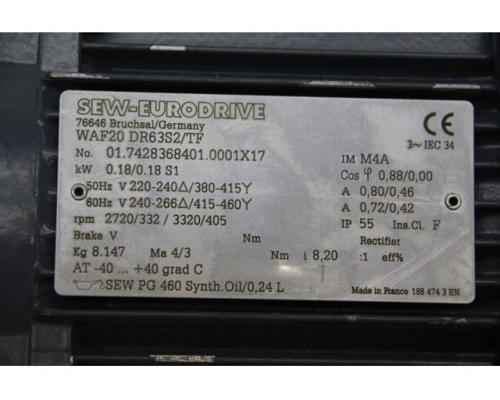 SEW-EURODRIVE
76646 Bruchsal/Germany
WAF20 DR63S2/TF
CE
3~ IEC 34
No. 01.7428368401.0001X17
IM M4A
kW 0.18/0.18 S1
Cos φ 0,88/0,00
50Hz V 220-240Δ/380-415Y
A 0,80/0,46
60Hz V 240-266Δ/415-460Y
A 0,72/0,42
rpm 2720/332 / 3320/405
IP 55 Ins.Cl. F
Brake V Nm Rectifier
Kg 8.147 Ma 4/3 Nm i 8,20 :1 eff%
AT -40 ... +40 grad C
SEW PG 460 Synth.Oil/0,24 L
Made in France 188 474 3 EN